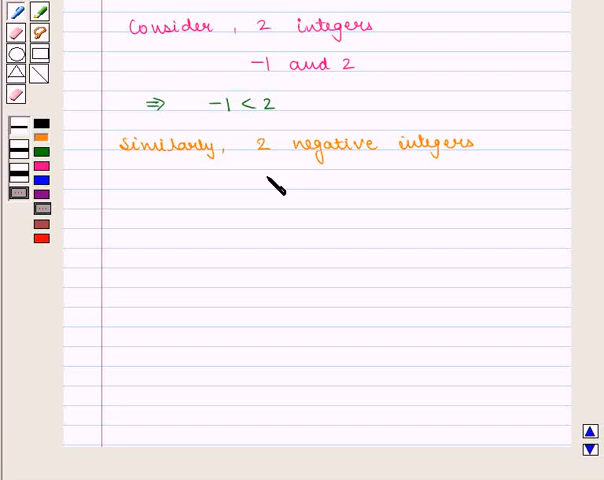 Consider, 2 integers
-1 and 2
⇒ -1 < 2
Similarly, 2 negative integers